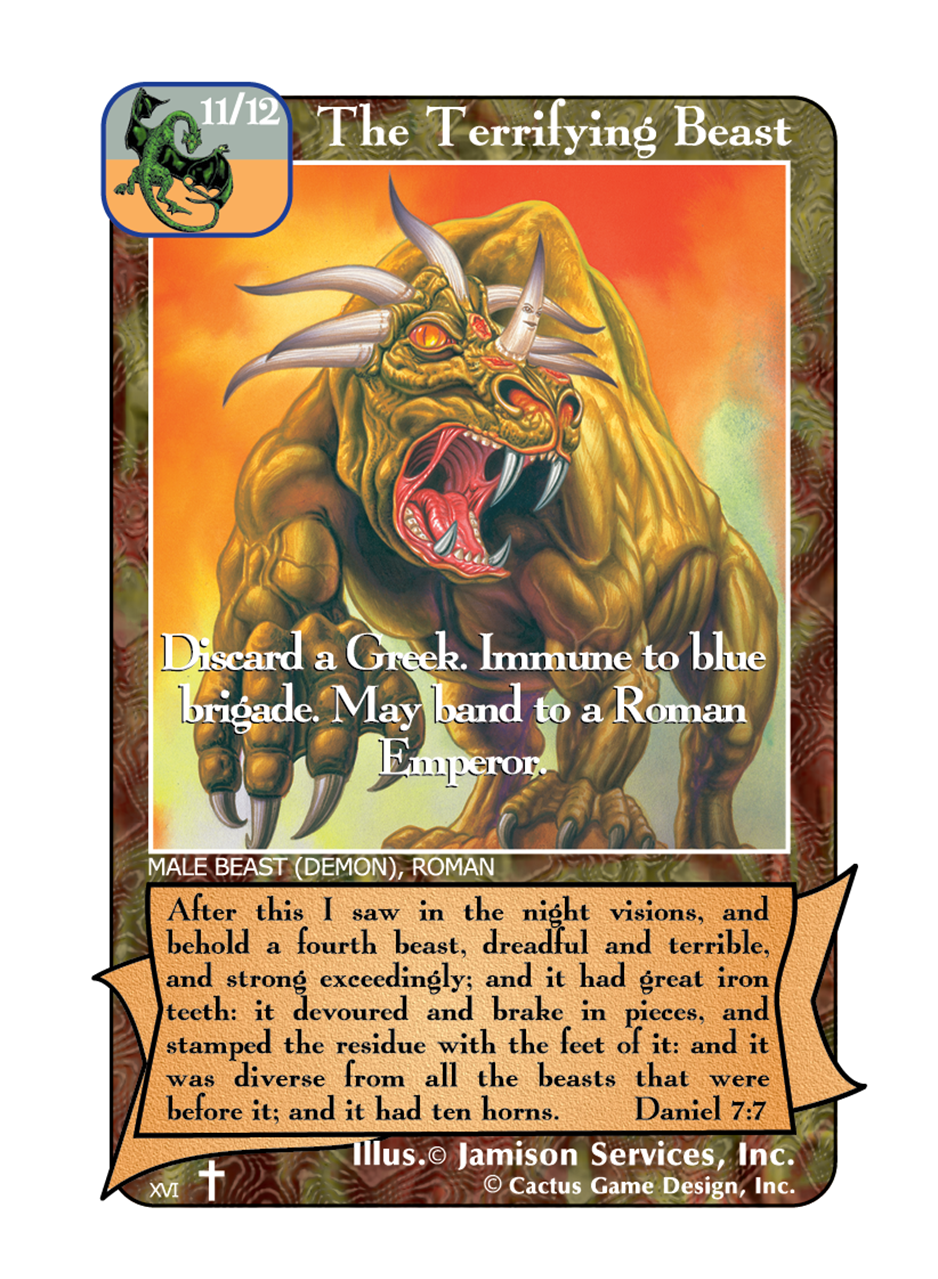 11/12
The Terrifying Beast
Discard a Greek. Immune to blue
brigade. May band to a Roman
Emperor.
MALE BEAST (DEMON), ROMAN
After this I saw in the night visions, and
behold a fourth beast, dreadful and terrible,
and strong exceedingly; and it had great iron
teeth: it devoured and brake in pieces, and
stamped the residue with the feet of it: and it
was diverse from all the beasts that were
before it; and it had ten horns. Daniel 7:7
Illus.© Jamison Services, Inc.
XVI © Cactus Game Design, Inc.